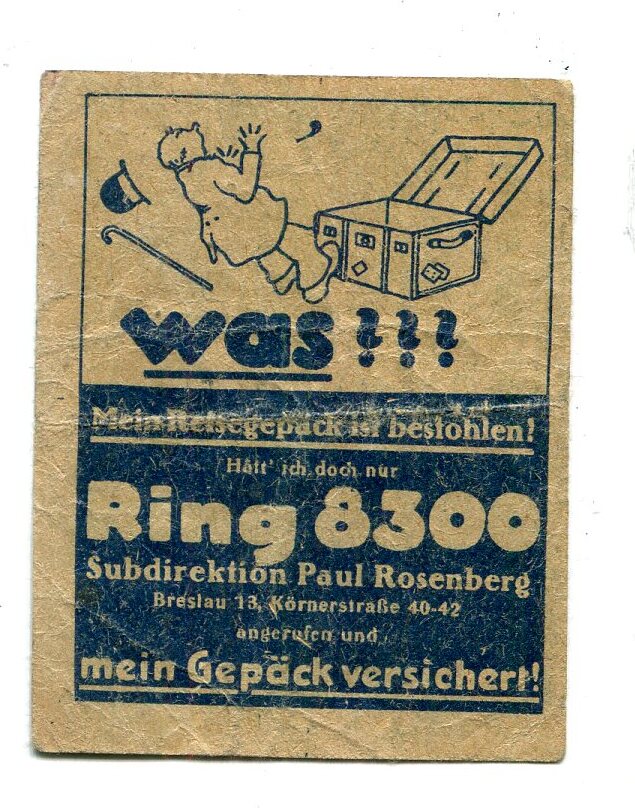 was???
Mein Reisegepäck ist bestohlen!
Hätt' ich doch nur
Ring 8300
Subdirektion Paul Rosenberg
Breslau 13, Körnerstraße 40-42
angerufen und
mein Gepäck versichert!